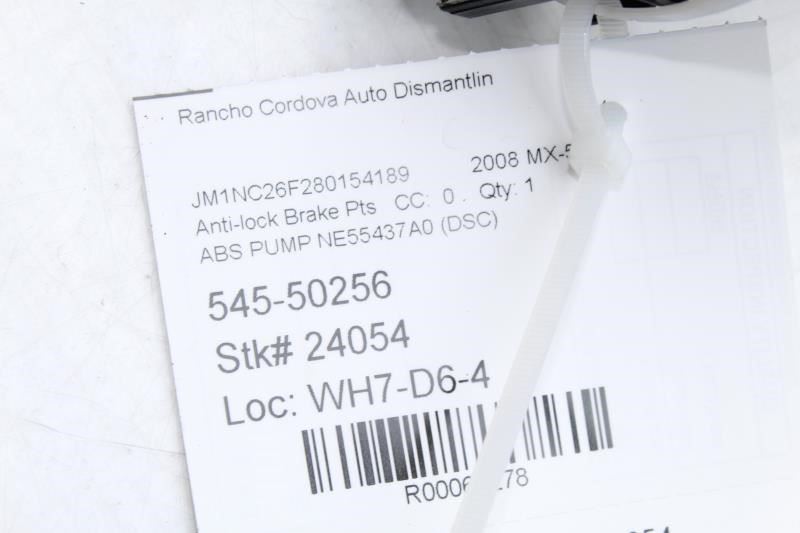 Rancho Cordova Auto Dismantlin
JM1NC26F280154189 2008 MX-5
Anti-lock Brake Pts CC: 0 . Qty: 1
ABS PUMP NE55437A0 (DSC)
545-50256
Stk# 24054
Loc: WH7-D6-4